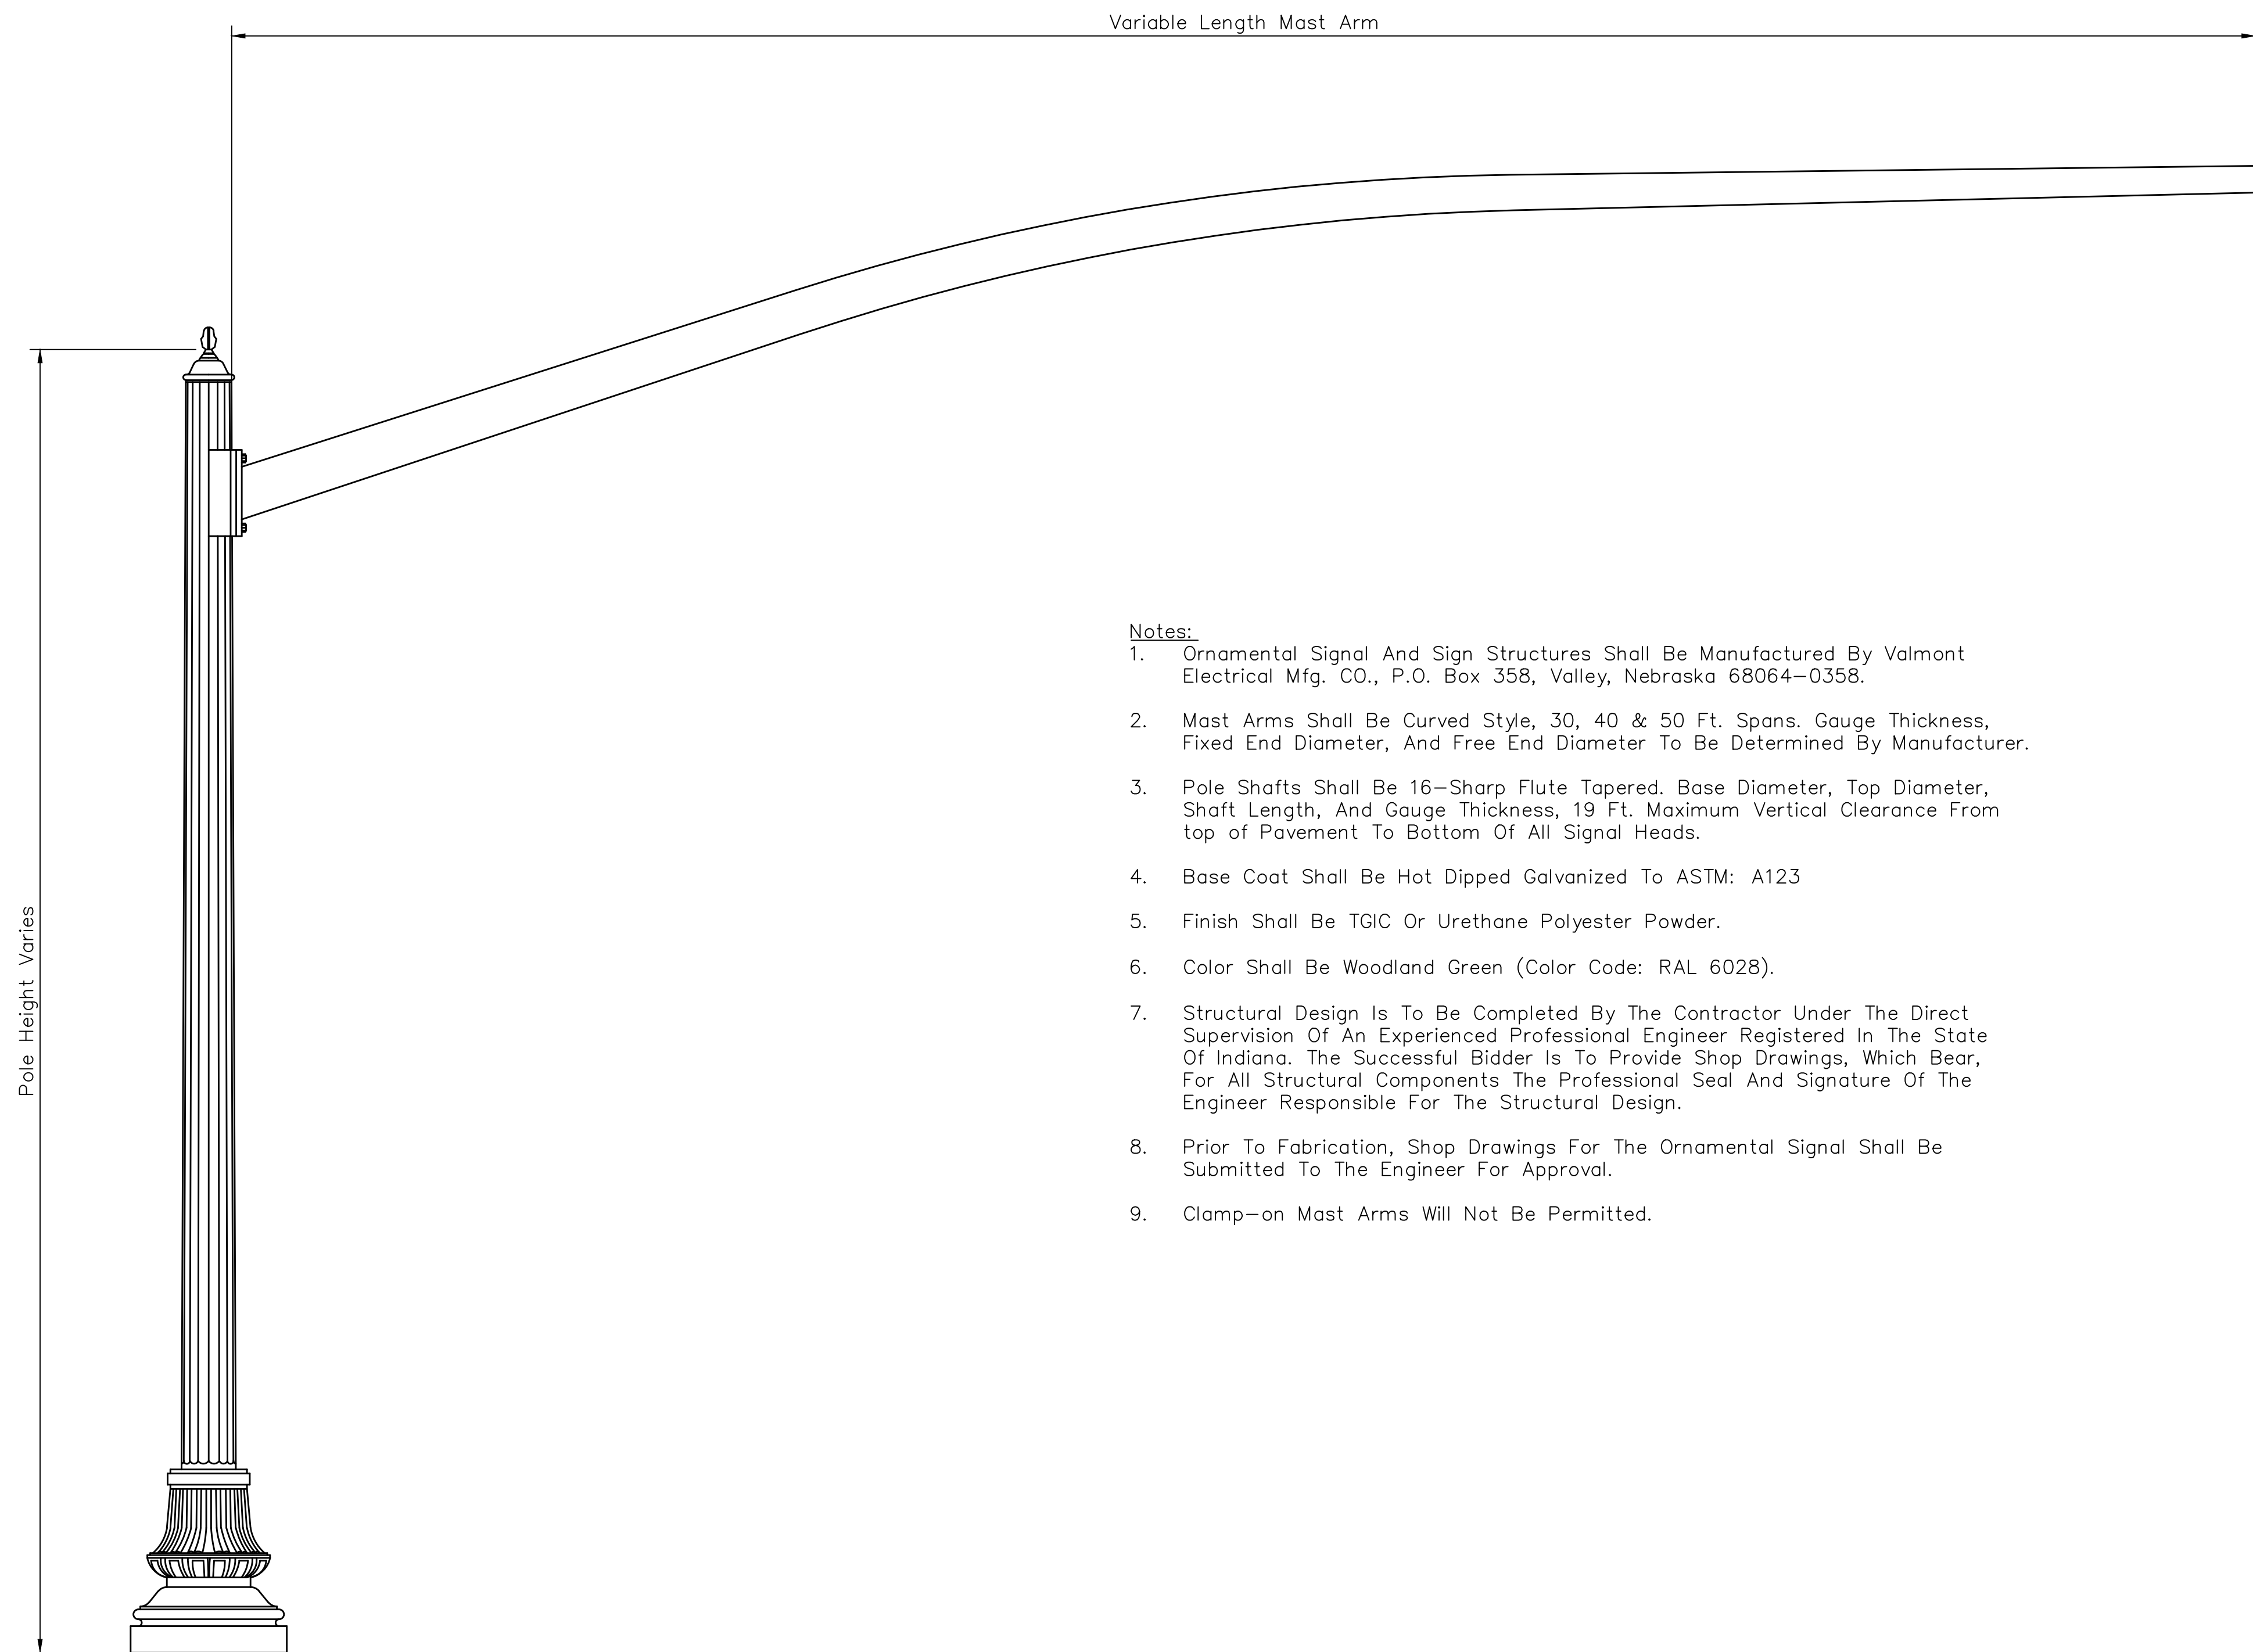 Variable Length Mast Arm
Notes:
1. Ornamental Signal And Sign Structures Shall Be Manufactured By Valmont
Electrical Mfg. CO., P.O. Box 358, Valley, Nebraska 68064-0358.
2. Mast Arms Shall Be Curved Style, 30, 40 & 50 Ft. Spans. Gauge Thickness,
Fixed End Diameter, And Free End Diameter To Be Determined By Manufacturer.
3. Pole Shafts Shall Be 16-Sharp Flute Tapered. Base Diameter, Top Diameter,
Shaft Length, And Gauge Thickness, 19 Ft. Maximum Vertical Clearance From
top of Pavement To Bottom Of All Signal Heads.
4. Base Coat Shall Be Hot Dipped Galvanized To ASTM: A123
5. Finish Shall Be TGIC Or Urethane Polyester Powder.
6. Color Shall Be Woodland Green (Color Code: RAL 6028).
7. Structural Design Is To Be Completed By The Contractor Under The Direct
Supervision Of An Experienced Professional Engineer Registered In The State
Of Indiana. The Successful Bidder Is To Provide Shop Drawings, Which Bear,
For All Structural Components The Professional Seal And Signature Of The
Engineer Responsible For The Structural Design.
8. Prior To Fabrication, Shop Drawings For The Ornamental Signal Shall Be
Submitted To The Engineer For Approval.
9. Clamp-on Mast Arms Will Not Be Permitted.
Pole Height Varies